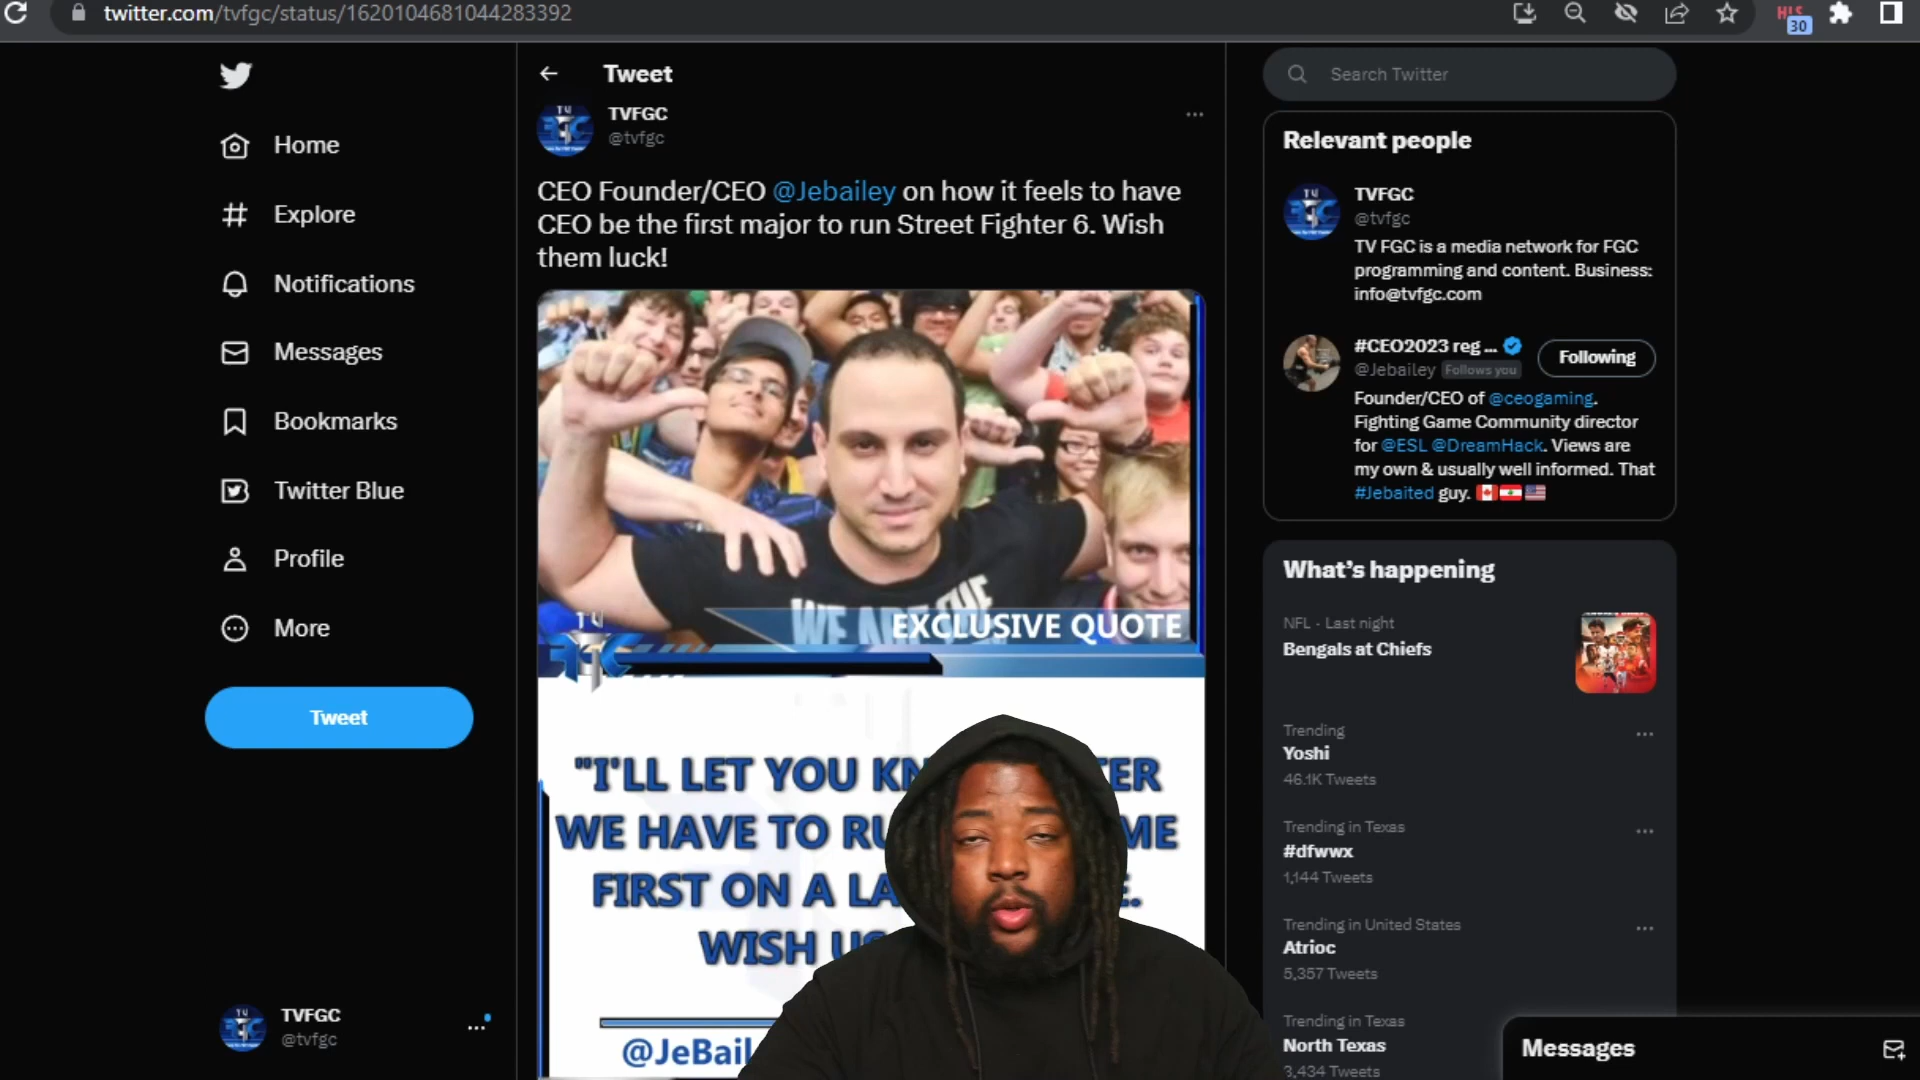 twitter.com/tvfgc/status/1620104681044283392
30
Home
Explore
Notifications
Messages
Bookmarks
Twitter Blue
Profile
More
Tweet
TVFGC
@tvfgc
Tweet
TVFGC
@tvfgc
CEO Founder/CEO @Jebailey on how it feels to have
CEO be the first major to run Street Fighter 6. Wish
them luck!
WE ARE THE
EXCLUSIVE QUOTE
TV
FGC
"I'LL LET YOU
WE HAVE TO
FIRST ON A
WISH
Search Twitter
Relevant people
TVFGC
@tvfgc
TV FGC is a media network for FGC
programming and content. Business:
info@tvfgc.com
#CEO2023 reg ...
Following
@Jebailey Follows you
Founder/CEO of @ceogaming.
Fighting Game Community director
for @ESL @DreamHack. Views are
my own & usually well informed. That
#Jebaited guy.
What's happening
NFL · Last night
Bengals at Chiefs
Trending
Yoshi
46.1K Tweets
Trending in Texas
#dfwwx
1,144 Tweets
Trending in United States
Atrioc
5,357 Tweets
Trending in Texas
North Texas
3,434 Tweets
Messages